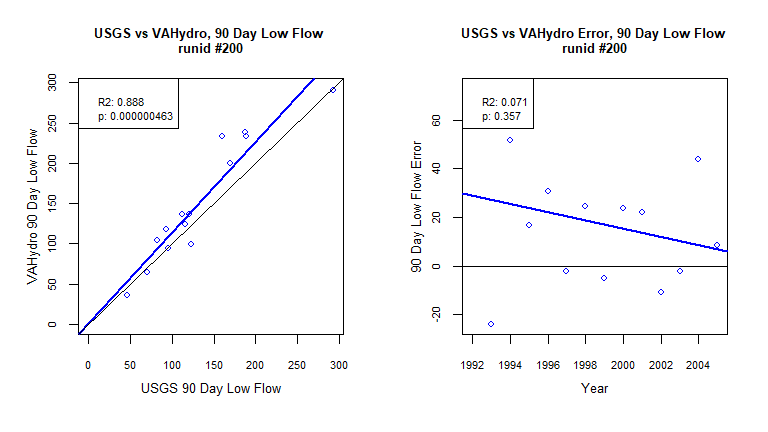 USGS vs VAHydro, 90 Day Low Flow
runid #200
R2: 0.888
p: 0.000000463
VAHydro 90 Day Low Flow
300
250
200
150
100
50
0
0 50 100 150 200 250 300
USGS 90 Day Low Flow
USGS vs VAHydro Error, 90 Day Low Flow
runid #200
R2: 0.071
p: 0.357
90 Day Low Flow Error
60
40
20
0
-20
1992 1994 1996 1998 2000 2002 2004
Year